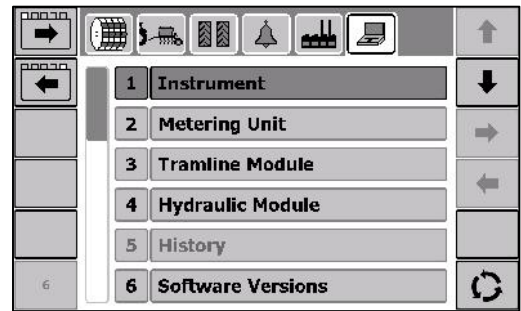 1 Instrument
2 Metering Unit
3 Tramline Module
4 Hydraulic Module
5 History
6 6 Software Versions